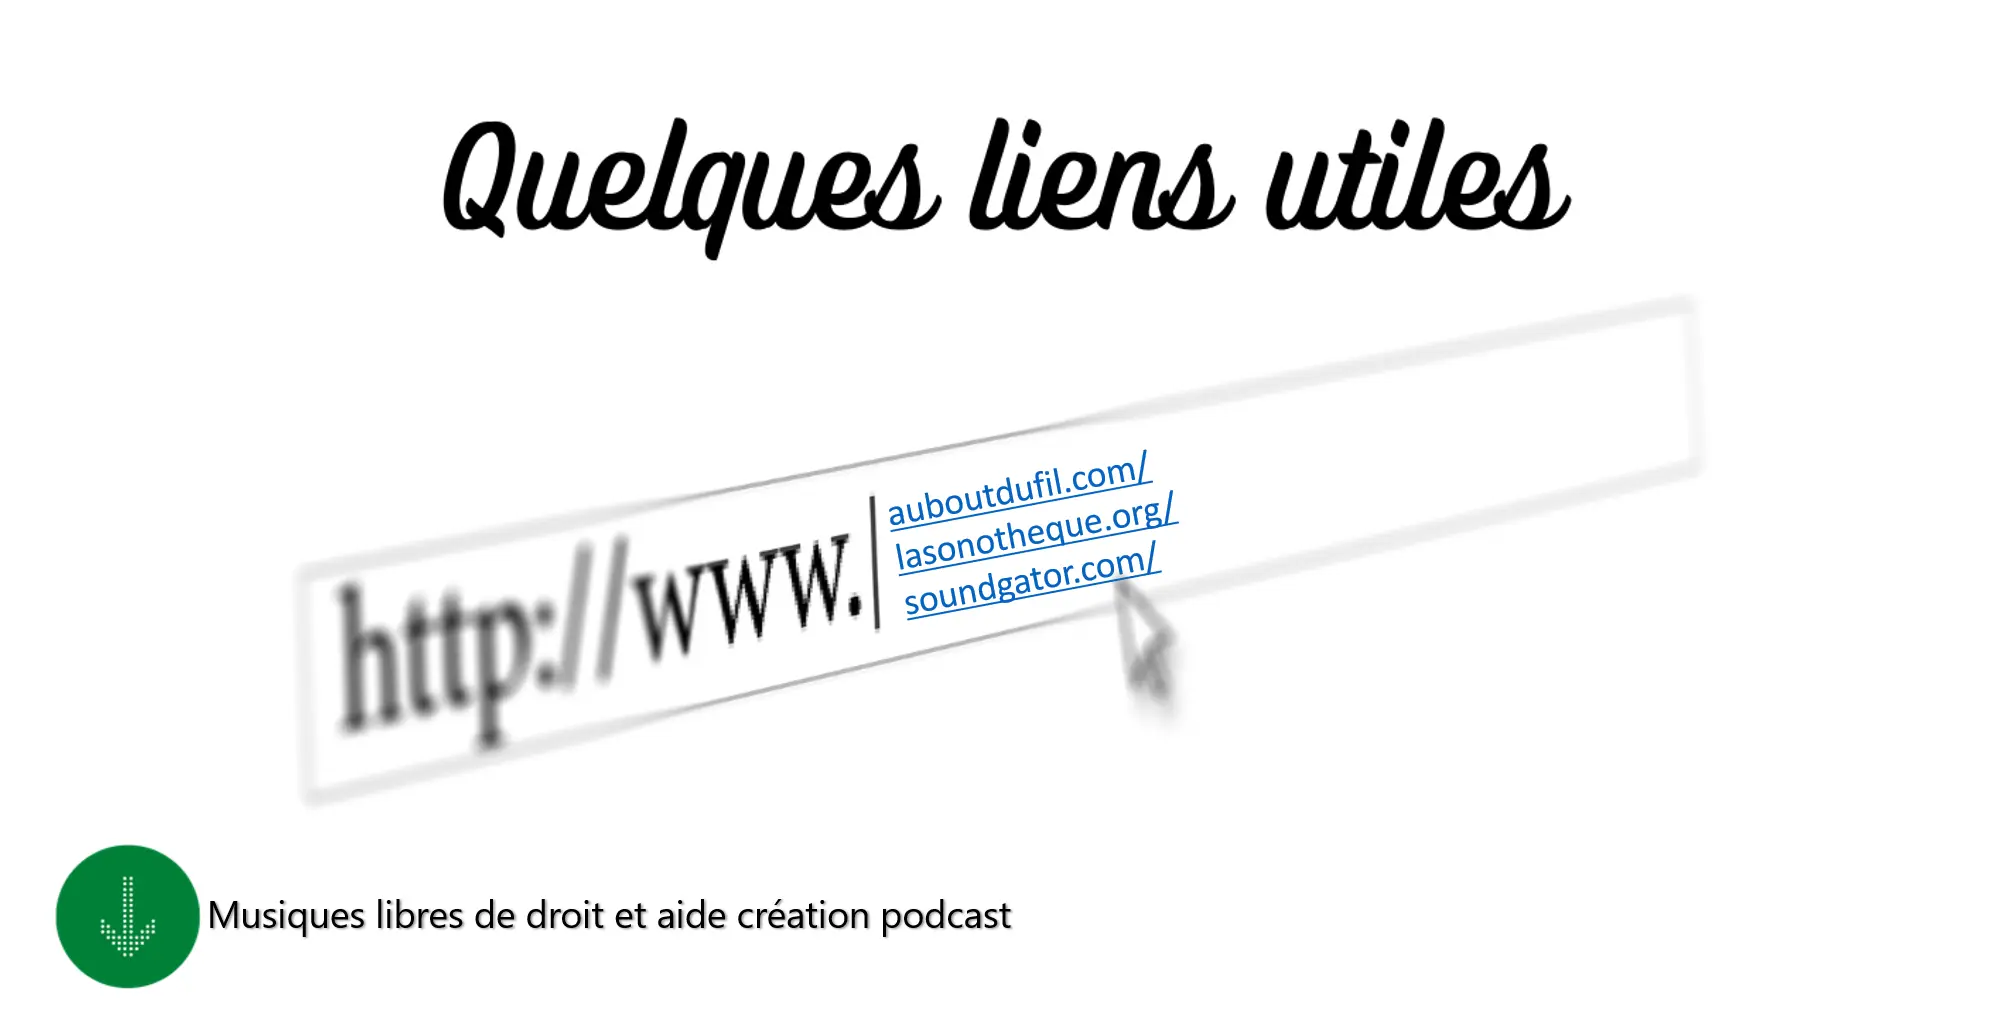 Quelques liens utiles
http://www.
auboutdufil.com/
lasonotheque.org/
soundgator.com/
Musiques libres de droit et aide création podcast